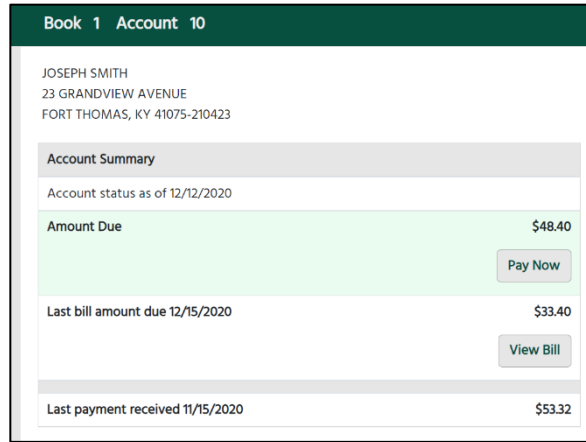 Book 1 Account 10
JOSEPH SMITH
23 GRANDVIEW AVENUE
FORT THOMAS, KY 41075-210423
Account Summary
Account status as of 12/12/2020
Amount Due $48.40
Pay Now
Last bill amount due 12/15/2020 $33.40
View Bill
Last payment received 11/15/2020 $53.32